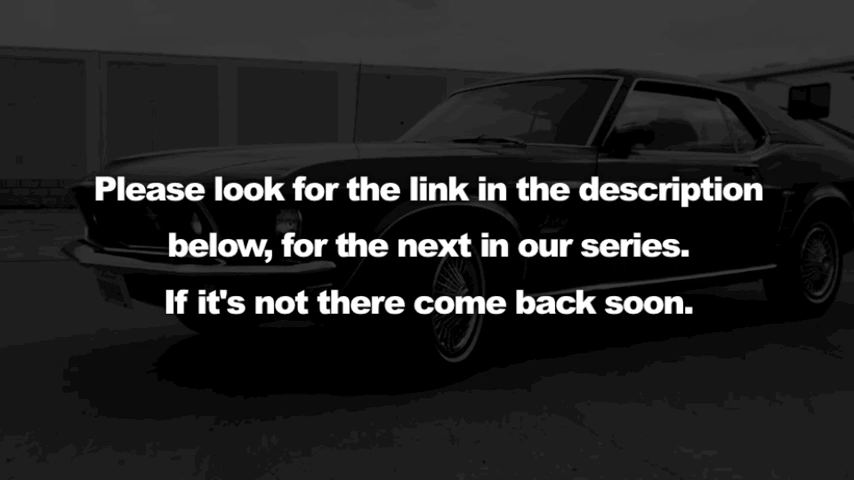 Please look for the link in the description
below, for the next in our series.
If it's not there come back soon.